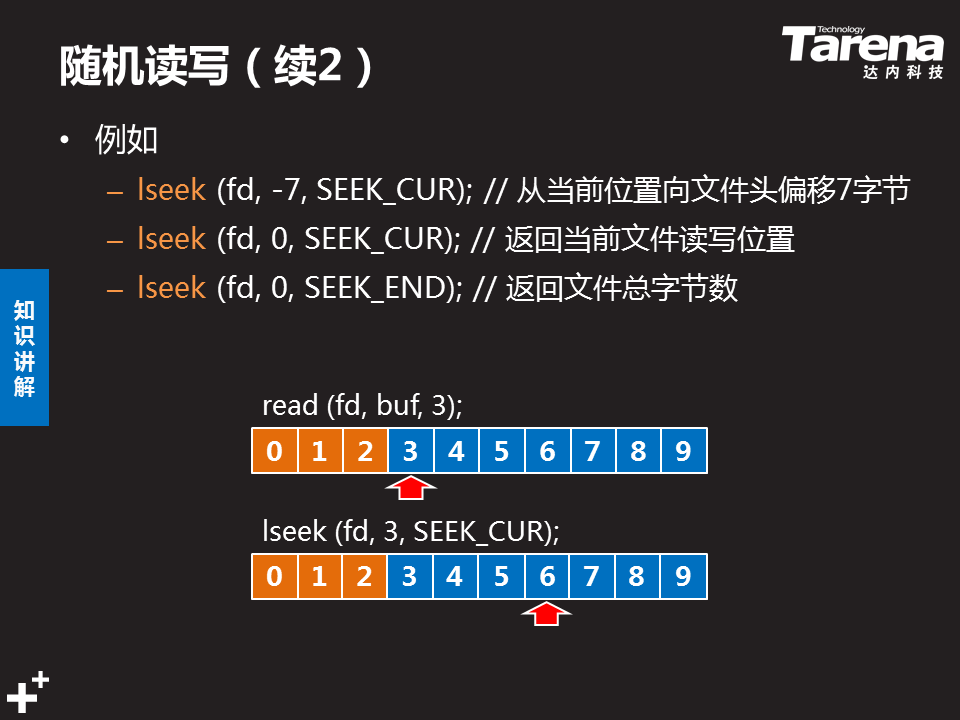 随机读写（续2）
Technology
Tarena
达内科技
• 例如
– lseek (fd, -7, SEEK_CUR); // 从当前位置向文件头偏移7字节
– lseek (fd, 0, SEEK_CUR); // 返回当前文件读写位置
– lseek (fd, 0, SEEK_END); // 返回文件总字节数
知识讲解
read (fd, buf, 3);
0 1 2 3 4 5 6 7 8 9
lseek (fd, 3, SEEK_CUR);
0 1 2 3 4 5 6 7 8 9